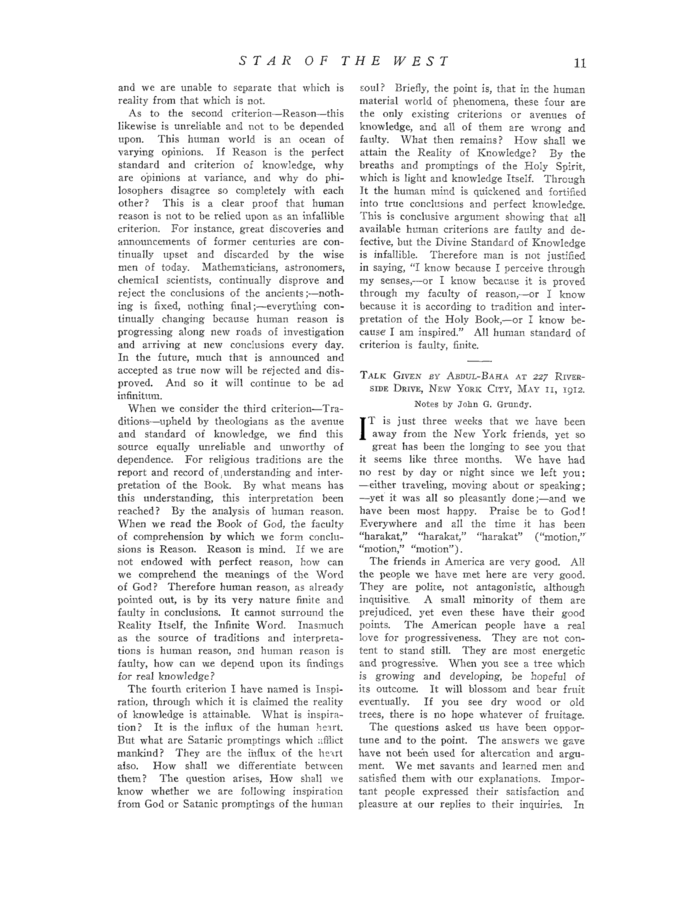 STAR OF THE WEST 11
and we are unable to separate that which is
reality from that which is not.
As to the second criterion—Reason—this
likewise is unreliable and not to be depended
upon. This human world is an ocean of
varying opinions. If Reason is the perfect
standard and criterion of knowledge, why
are opinions at variance, and why do phi-
losophers disagree so completely with each
other? This is a clear proof that human
reason is not to be relied upon as an infallible
criterion. For instance, great discoveries and
announcements of former centuries are con-
tinually upset and discarded by the wise
men of today. Mathematicians, astronomers,
chemical scientists, continually disprove and
reject the conclusions of the ancients;—noth-
ing is fixed, nothing final;—everything con-
tinually changing because human reason is
progressing along new roads of investigation
and arriving at new conclusions every day.
In the future, much that is announced and
accepted as true now will be rejected and dis-
proved. And so it will continue to be ad
infinitum.
When we consider the third criterion—Tra-
ditions—upheld by theologians as the avenue
and standard of knowledge, we find this
source equally unreliable and unworthy of
dependence. For religious traditions are the
report and record of understanding and inter-
pretation of the Book. By what means has
this understanding, this interpretation been
reached? By the analysis of human reason.
When we read the Book of God, the faculty
of comprehension by which we form conclu-
sions is Reason. Reason is mind. If we are
not endowed with perfect reason, how can
we comprehend the meanings of the Word
of God? Therefore human reason, as already
pointed out, is by its very nature finite and
faulty in conclusions. It cannot surround the
Reality Itself, the Infinite Word. Inasmuch
as the source of traditions and interpreta-
tions is human reason, and human reason is
faulty, how can we depend upon its findings
for real knowledge?
The fourth criterion I have named is Inspi-
ration, through which it is claimed the reality
of knowledge is attainable. What is inspira-
tion? It is the influx of the human heart.
But what are Satanic promptings which afflict
mankind? They are the influx of the heart
also. How shall we differentiate between
them? The question arises, How shall we
know whether we are following inspiration
from God or Satanic promptings of the human
soul? Briefly, the point is, that in the human
material world of phenomena, these four are
the only existing criterions or avenues of
knowledge, and all of them are wrong and
faulty. What then remains? How shall we
attain the Reality of Knowledge? By the
breaths and promptings of the Holy Spirit,
which is light and knowledge Itself. Through
It the human mind is quickened and fortified
into true conclusions and perfect knowledge.
This is conclusive argument showing that all
available human criterions are faulty and de-
fective, but the Divine Standard of Knowledge
is infallible. Therefore man is not justified
in saying, "I know because I perceive through
my senses,—or I know because it is proved
through my faculty of reason,—or I know
because it is according to tradition and inter-
pretation of the Holy Book,—or I know be-
cause I am inspired." All human standard of
criterion is faulty, finite.
TALK GIVEN BY ABDUL-BAHA AT 227 RIVER-
SIDE DRIVE, NEW YORK CITY, MAY 11, 1912.
Notes by John G. Grundy.
IT is just three weeks that we have been
away from the New York friends, yet so
great has been the longing to see you that
it seems like three months. We have had
no rest by day or night since we left you;
—either traveling, moving about or speaking;
—yet it was all so pleasantly done;—and we
have been most happy. Praise be to God!
Everywhere and all the time it has been
"harakat," "harakat," "harakat" ("motion,"
"motion," "motion").
The friends in America are very good. All
the people we have met here are very good.
They are polite, not antagonistic, although
inquisitive. A small minority of them are
prejudiced, yet even these have their good
points. The American people have a real
love for progressiveness. They are not con-
tent to stand still. They are most energetic
and progressive. When you see a tree which
is growing and developing, be hopeful of
its outcome. It will blossom and bear fruit
eventually. If you see dry wood or old
trees, there is no hope whatever of fruitage.
The questions asked us have been oppor-
tune and to the point. The answers we gave
have not been used for altercation and argu-
ment. We met savants and learned men and
satisfied them with our explanations. Impor-
tant people expressed their satisfaction and
pleasure at our replies to their inquiries. In